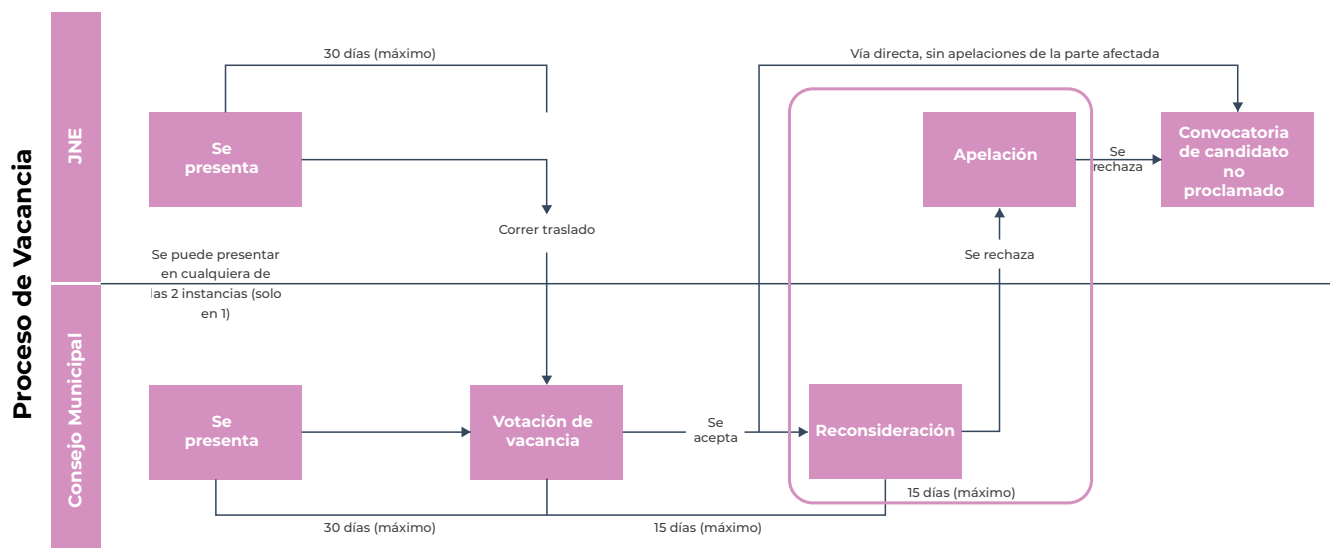 Proceso de Vacancia
JNE
Consejo Municipal
30 días (máximo)
Vía directa, sin apelaciones de la parte afectada
Se
presenta
Apelación
Se
rechaza
Convocatoria
de candidato
no
proclamado
Correr traslado
Se puede presentar
en cualquiera de
las 2 instancias (solo
en 1)
Se rechaza
Se
presenta
Votación de
vacancia
Se
acepta
Reconsideración
15 días (máximo)
30 días (máximo)
15 días (máximo)